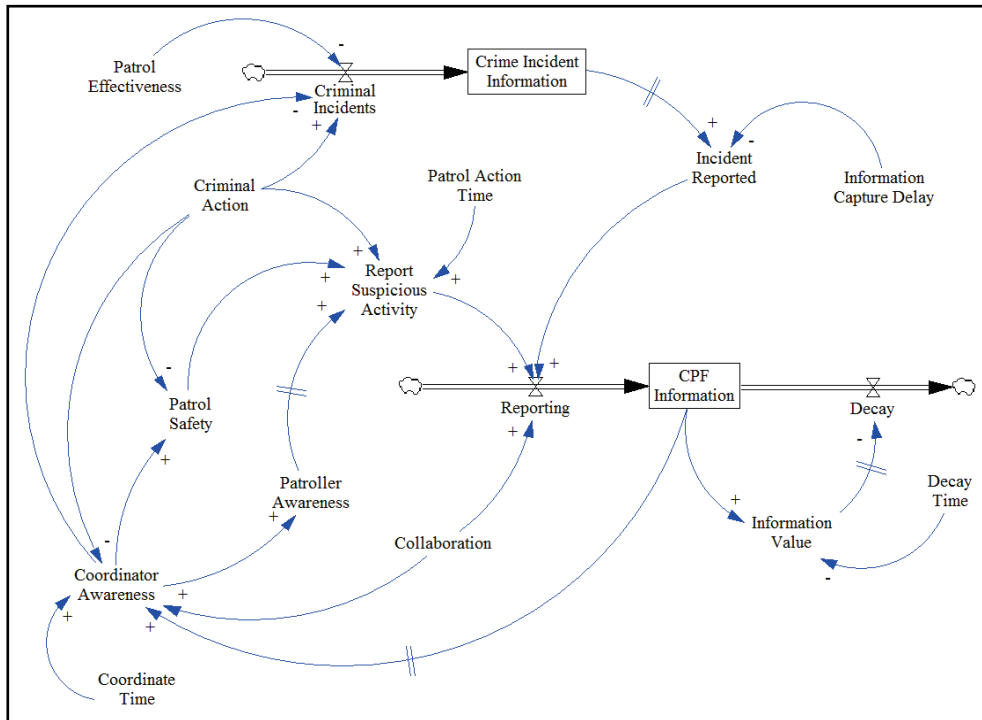 Patrol
Effectiveness
-
Crime Incident
Information
Criminal
Incidents
-
+
+
-
Incident
Reported
Information
Capture Delay
Criminal
Action
Patrol Action
Time
+
+
+
+
Report
Suspicious
Activity
-
Patrol
Safety
+
+
+
Reporting
+
CPF
Information
Decay
-
Decay
Time
Patroller
Awareness
+
+
Information
Value
-
Collaboration
-
Coordinator
Awareness
+
+
+
Coordinate
Time